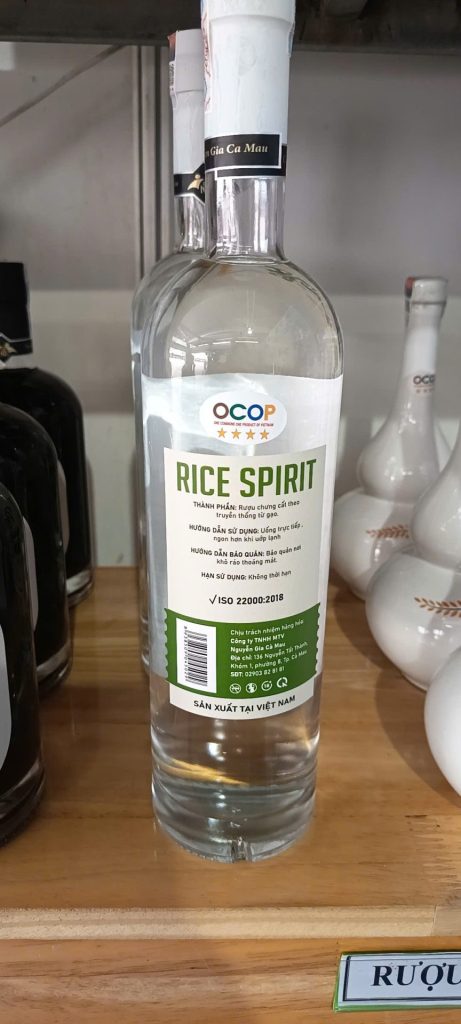 Gia Ca Mau
OCOP
ONE COMMUNE ONE PRODUCT OF VIETNAM
RICE SPIRIT
THÀNH PHẦN: Rượu chưng cất theo
truyền thống từ gạo.
HƯỚNG DẪN SỬ DỤNG: Uống trực tiếp,
ngon hơn khi ướp lạnh
HƯỚNG DẪN BẢO QUẢN: Bảo quản nơi
khô ráo thoáng mát.
HẠN SỬ DỤNG: Không thời hạn
√ISO 22000:2018
Chịu trách nhiệm hàng hóa
Công ty TNHH MTV
Nguyễn Gia Cà Mau
Địa chỉ: 136 Nguyễn Tất Thành,
Khóm 1, phường 8, Tp. Cà Mau
SĐT: 02903 82 81 81
18
SẢN XUẤT TẠI VIỆT NAM
OCOP
RƯỢU